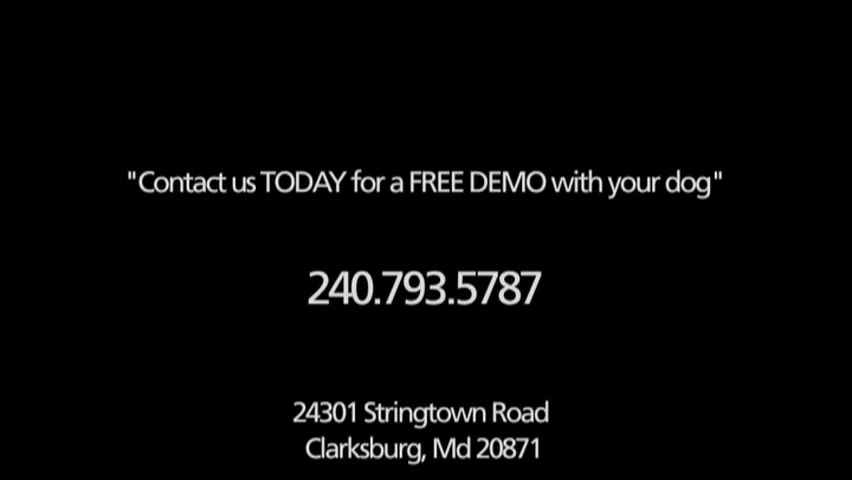 "Contact us TODAY for a FREE DEMO with your dog"
240.793.5787
24301 Stringtown Road
Clarksburg, Md 20871